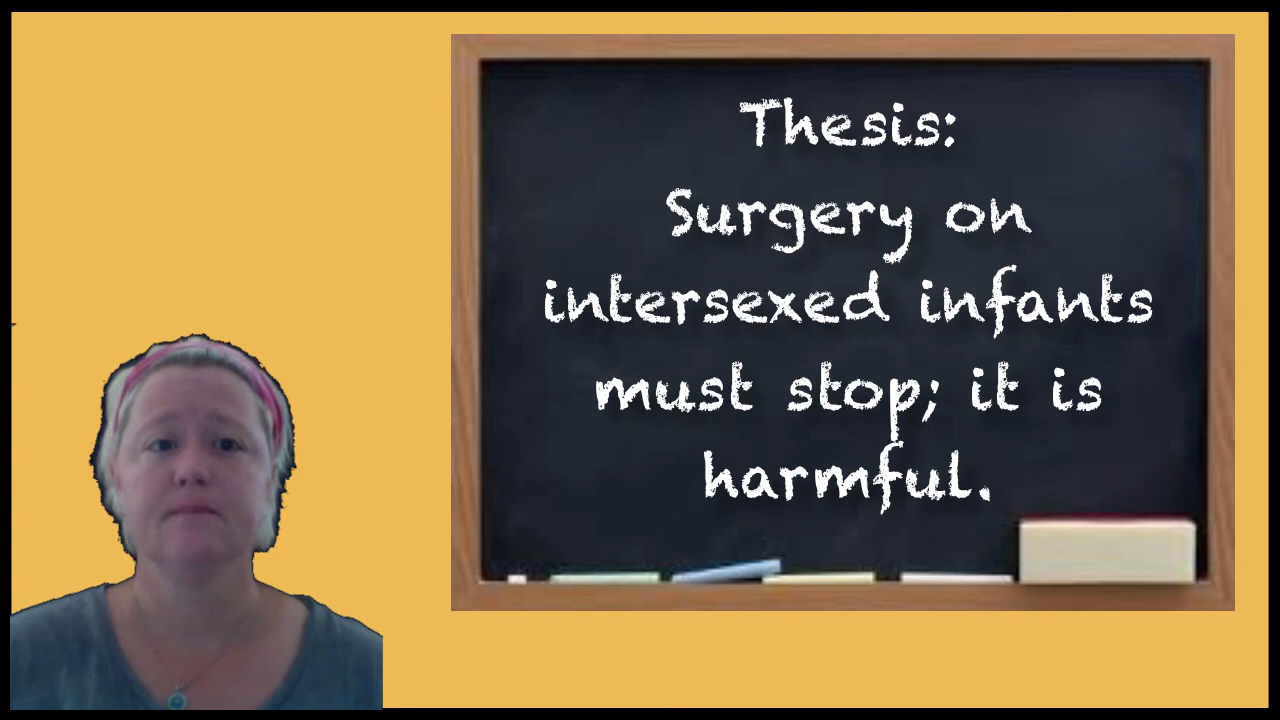 Thesis:
Surgery on
intersexed infants
must stop; it is
harmful.